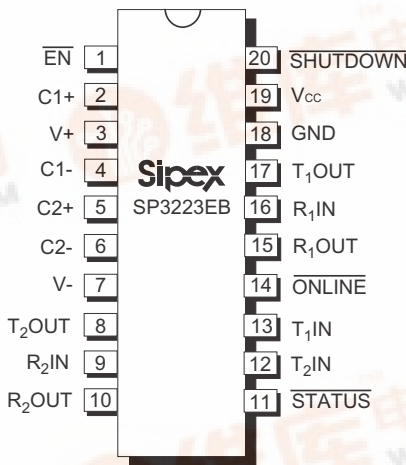 EN 1 20 SHUTDOWN
C1+ 2 19 Vcc
V+ 3 18 GND
C1- 4 Sipex 17 T1OUT
C2+ 5 SP3223EB 16 R1IN
C2- 6 15 R1OUT
V- 7 14 ONLINE
T2OUT 8 13 T1IN
R2IN 9 12 T2IN
R2OUT 10 11 STATUS